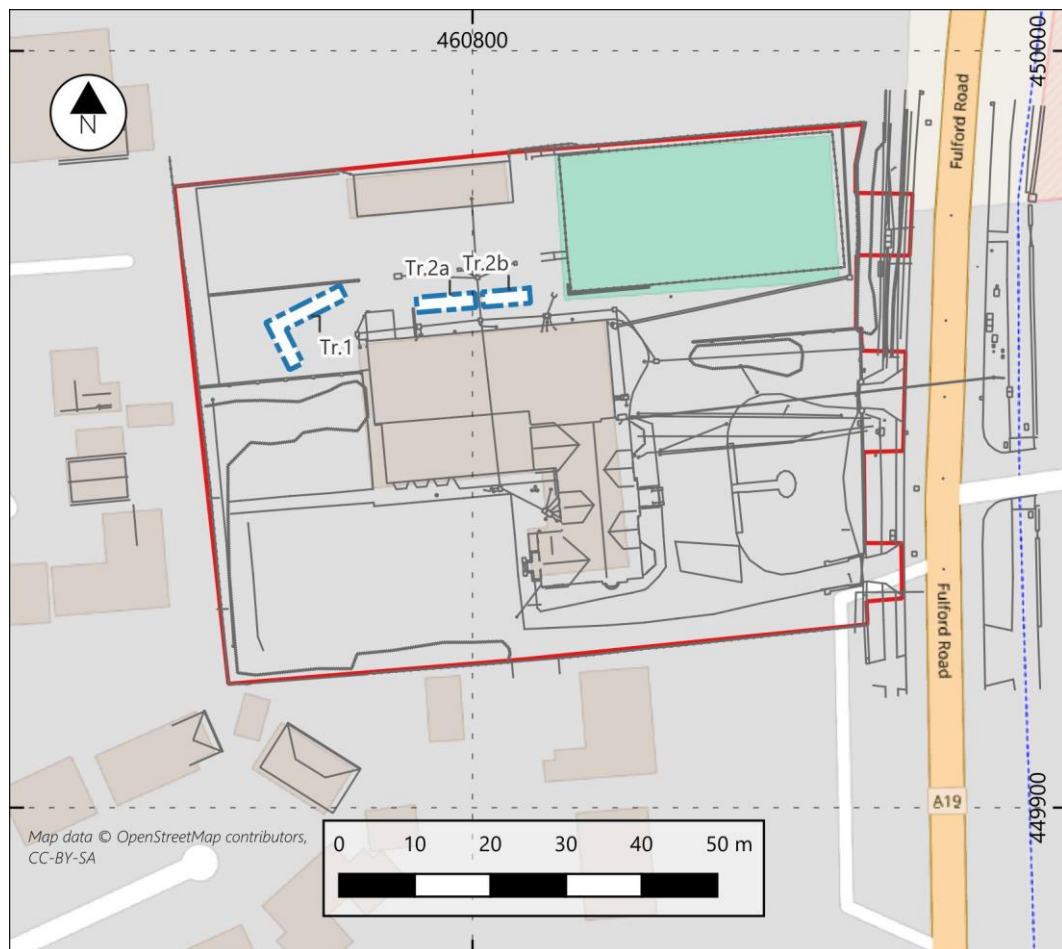 460800
450000
N
Fulford Road
Tr.2a
Tr.2b
Tr.1
Fulford Road
A19
449900
Map data © OpenStreetMap contributors,
CC-BY-SA
0 10 20 30 40 50 m